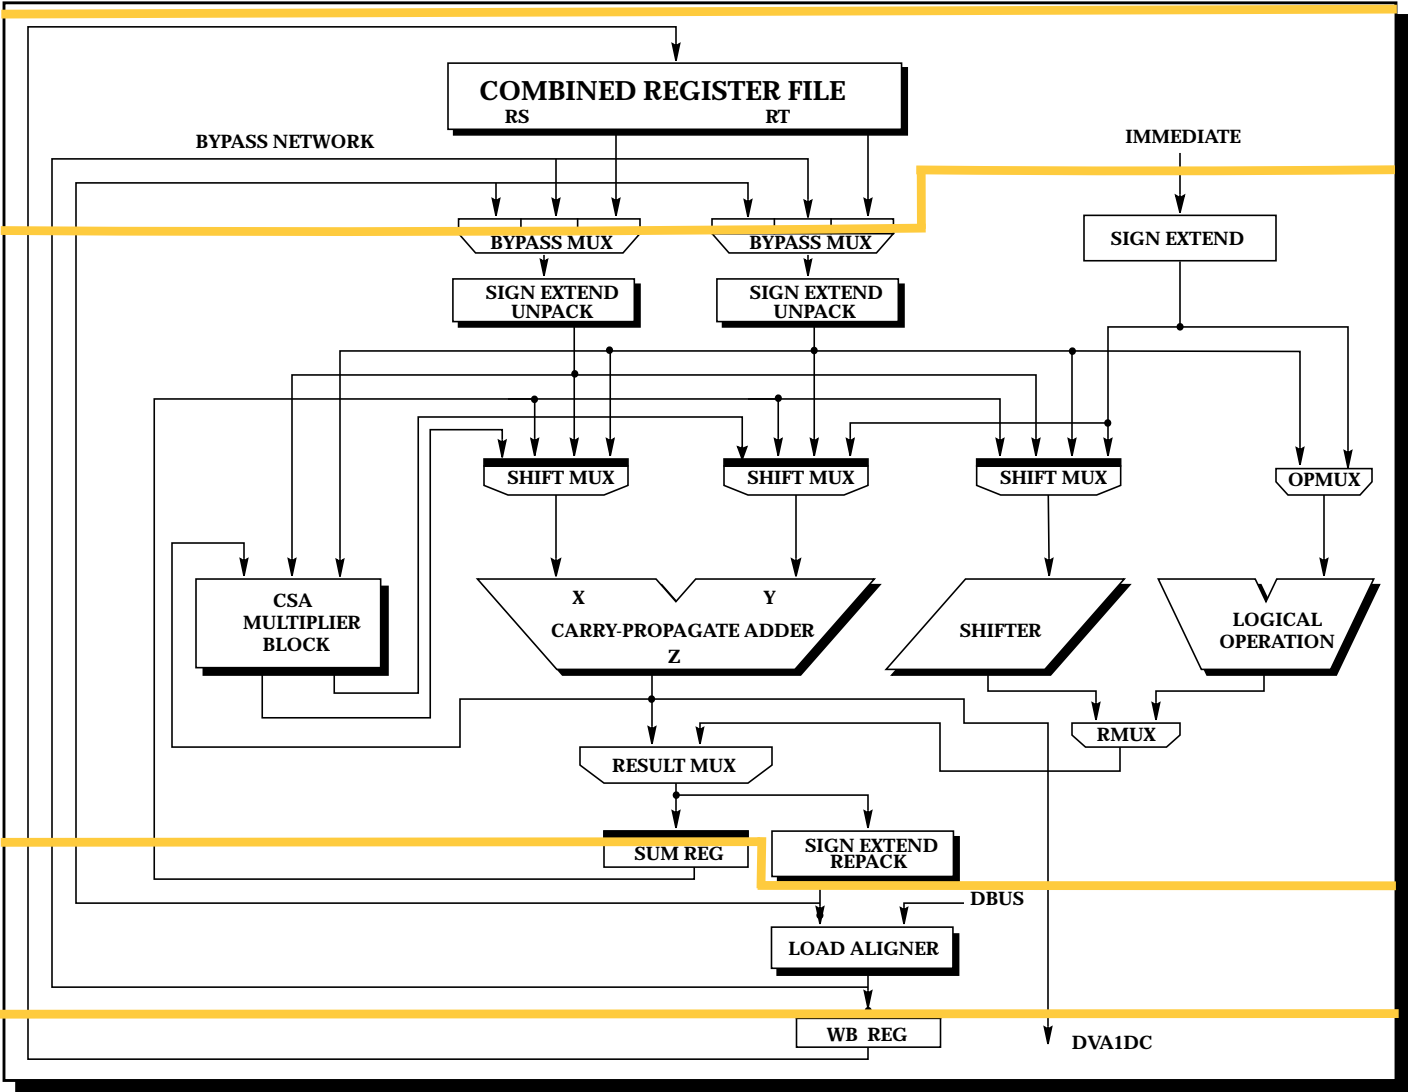 COMBINED REGISTER FILE
RS RT
BYPASS NETWORK
IMMEDIATE
BYPASS MUX
BYPASS MUX
SIGN EXTEND
SIGN EXTEND
UNPACK
SIGN EXTEND
UNPACK
SHIFT MUX
SHIFT MUX
SHIFT MUX
OPMUX
CSA
MULTIPLIER
BLOCK
X Y
CARRY-PROPAGATE ADDER
Z
SHIFTER
LOGICAL
OPERATION
RMUX
RESULT MUX
SUM REG
SIGN EXTEND
REPACK
DBUS
LOAD ALIGNER
WB REG
DVA1DC